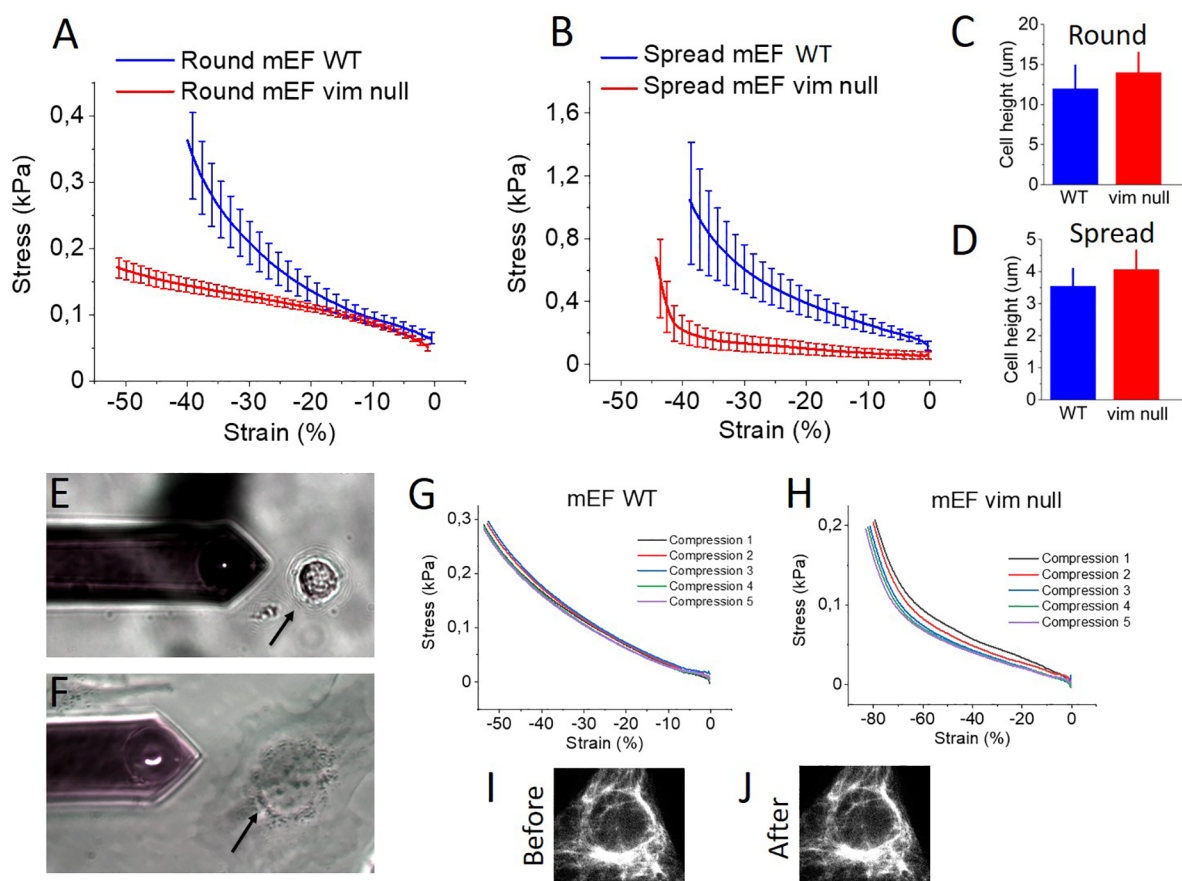 A
Round mEF WT
Round mEF vim null
Stress (kPa)
0,4
0,3
0,2
0,1
0
-50 -40 -30 -20 -10 0
Strain (%)
B
Spread mEF WT
Spread mEF vim null
Stress (kPa)
1,6
1,2
0,8
0,4
0
-50 -40 -30 -20 -10 0
Strain (%)
C
Round
Cell height (um)
20
15
10
5
0
WT vim null
D
Spread
Cell height (um)
5
4
3
2
1
0
WT vim null
E
F
G
mEF WT
Stress (kPa)
0,3
0,2
0,1
0
Compression 1
Compression 2
Compression 3
Compression 4
Compression 5
-50 -40 -30 -20 -10 0
Strain (%)
H
mEF vim null
Stress (kPa)
0,2
0,1
0
Compression 1
Compression 2
Compression 3
Compression 4
Compression 5
-80 -60 -40 -20 0
Strain (%)
I
Before
J
After